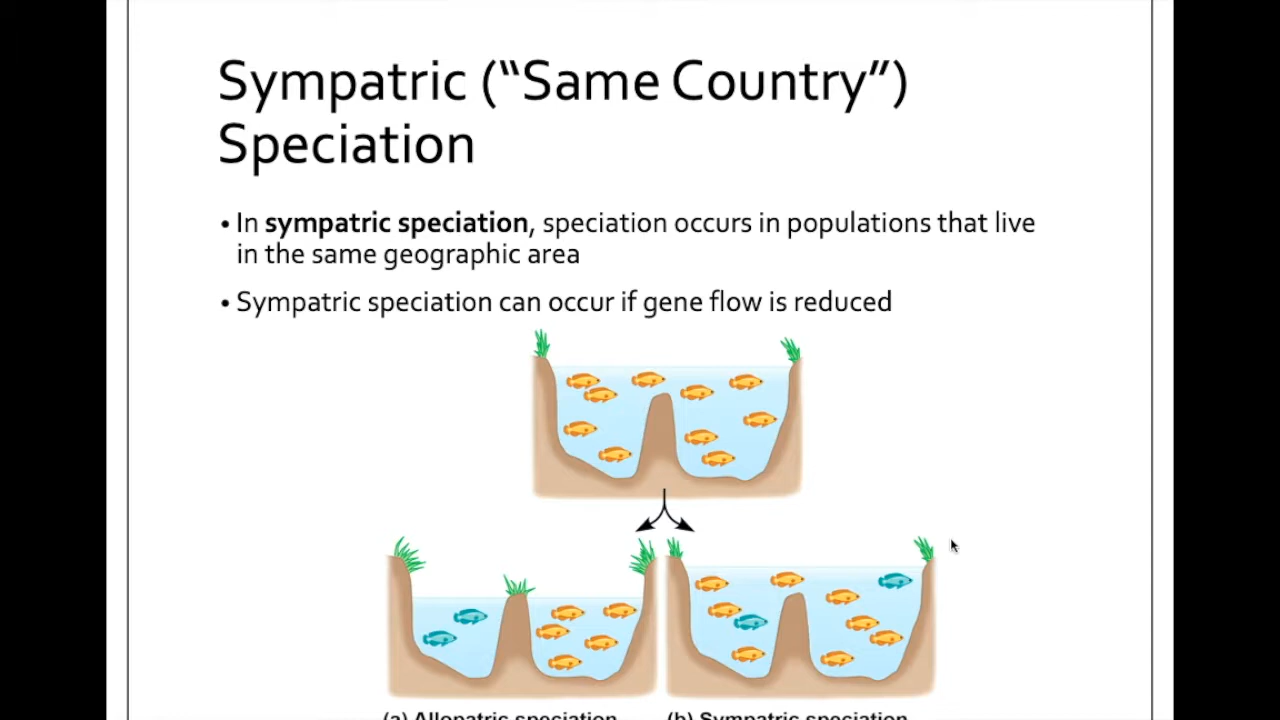 Sympatric (“Same Country”)
Speciation
• In sympatric speciation, speciation occurs in populations that live
in the same geographic area
• Sympatric speciation can occur if gene flow is reduced
(a) Allopatric speciation
(b) Sympatric speciation